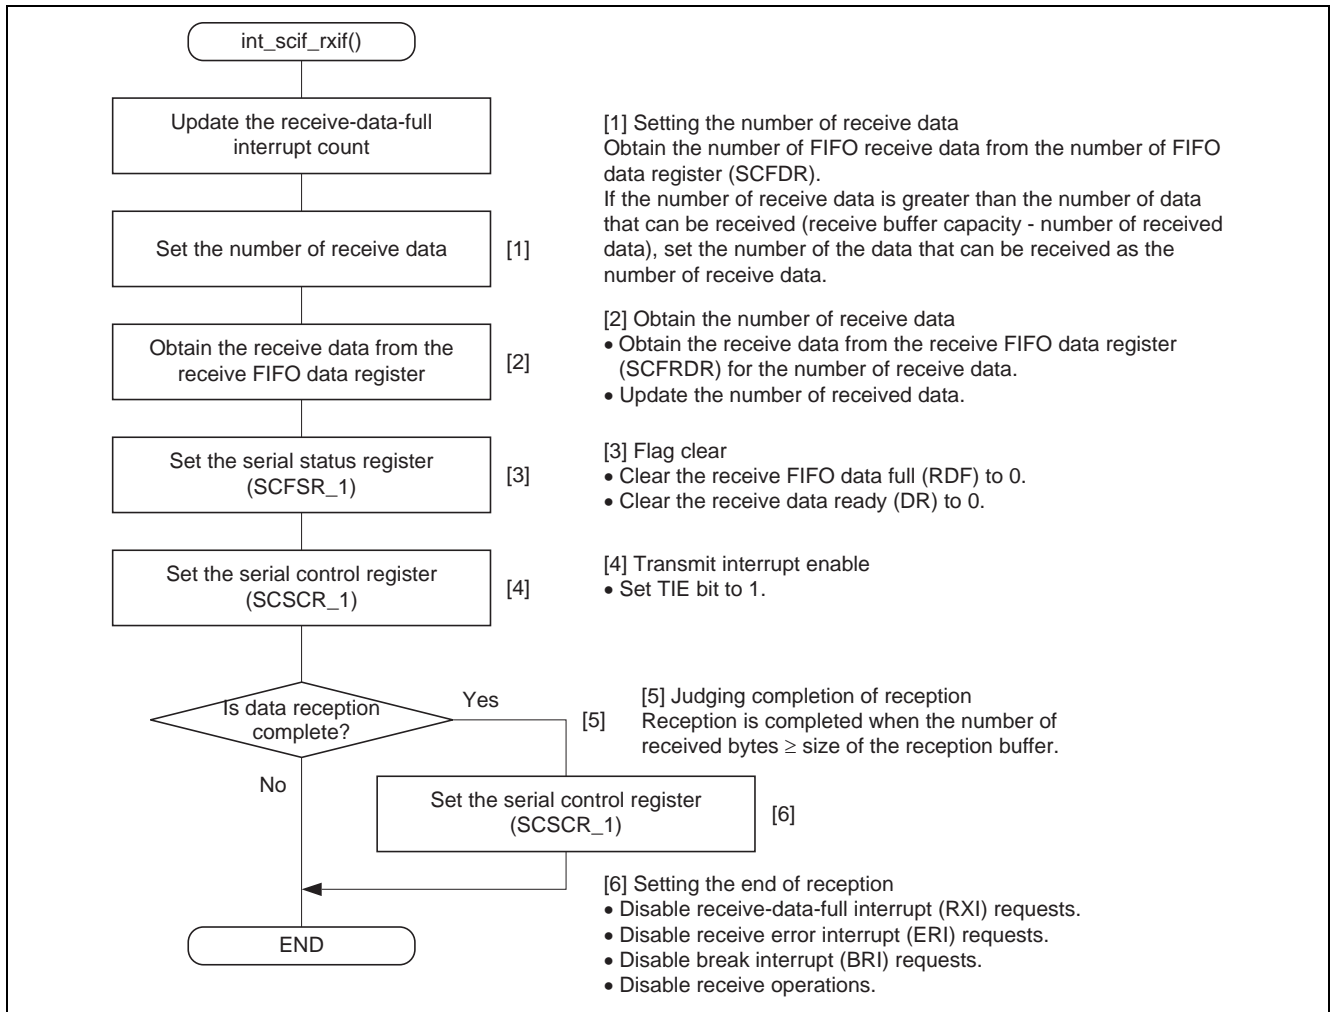 int_scif_rxif()
Update the receive-data-full
interrupt count
Set the number of receive data
[1]
[1] Setting the number of receive data
Obtain the number of FIFO receive data from the number of FIFO
data register (SCFDR).
If the number of receive data is greater than the number of data
that can be received (receive buffer capacity - number of received
data), set the number of the data that can be received as the
number of receive data.
Obtain the receive data from the
receive FIFO data register
[2]
[2] Obtain the number of receive data
• Obtain the receive data from the receive FIFO data register
(SCFRDR) for the number of receive data.
• Update the number of received data.
Set the serial status register
(SCFSR_1)
[3]
[3] Flag clear
• Clear the receive FIFO data full (RDF) to 0.
• Clear the receive data ready (DR) to 0.
Set the serial control register
(SCSCR_1)
[4]
[4] Transmit interrupt enable
• Set TIE bit to 1.
Is data reception
complete?
Yes
No
[5]
[5] Judging completion of reception
Reception is completed when the number of
received bytes ≥ size of the reception buffer.
Set the serial control register
(SCSCR_1)
[6]
[6] Setting the end of reception
• Disable receive-data-full interrupt (RXI) requests.
• Disable receive error interrupt (ERI) requests.
• Disable break interrupt (BRI) requests.
• Disable receive operations.
END